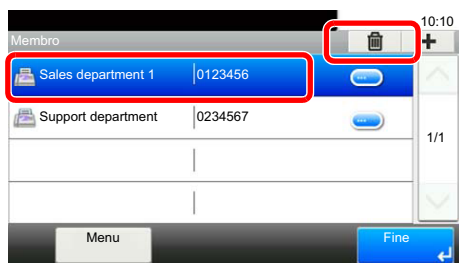 10:10
Membro
Sales department 1 0123456
Support department 0234567
1/1
Menu Fine